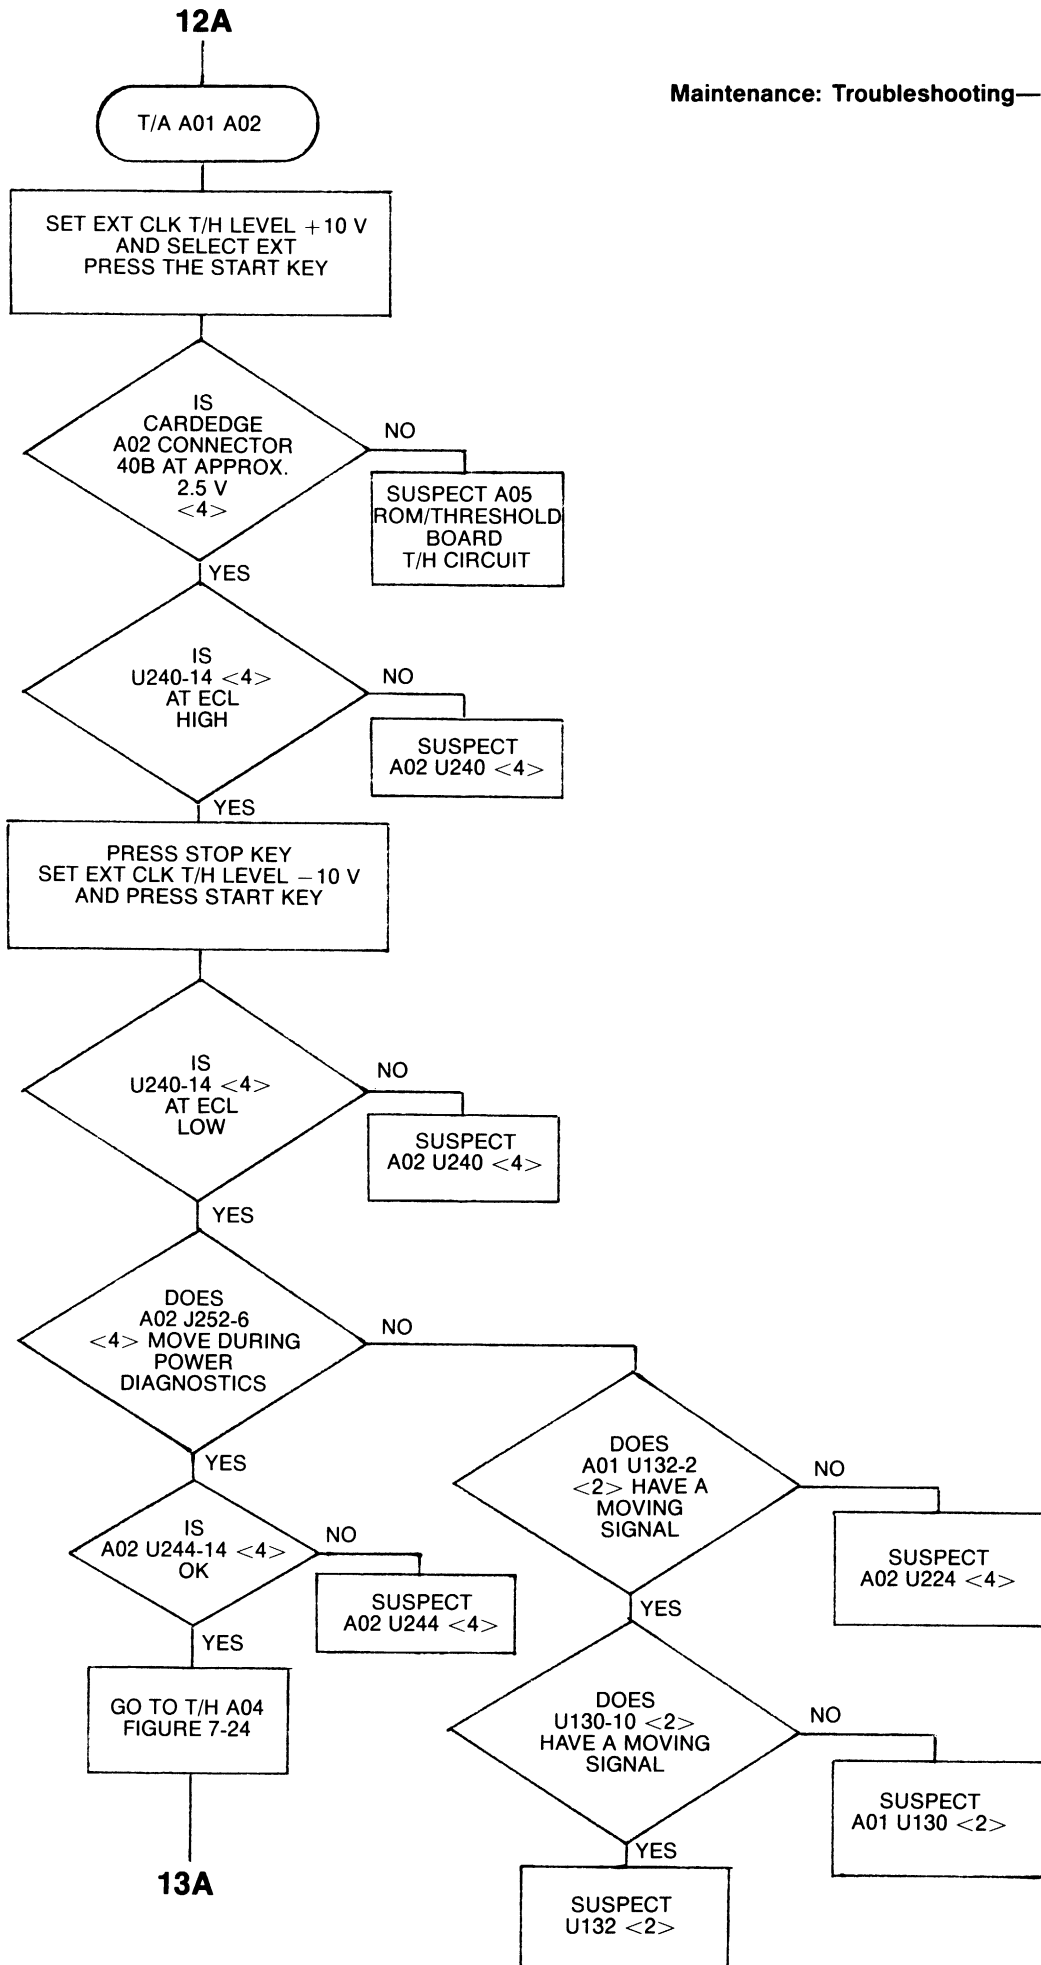 12A
Maintenance: Troubleshooting—
T/A A01 A02
SET EXT CLK T/H LEVEL +10 V
AND SELECT EXT
PRESS THE START KEY
IS
CARDEDGE
A02 CONNECTOR
40B AT APPROX.
2.5 V
<4>
NO
SUSPECT A05
ROM/THRESHOLD
BOARD
T/H CIRCUIT
YES
IS
U240-14 <4>
AT ECL
HIGH
NO
SUSPECT
A02 U240 <4>
YES
PRESS STOP KEY
SET EXT CLK T/H LEVEL −10 V
AND PRESS START KEY
IS
U240-14 <4>
AT ECL
LOW
NO
SUSPECT
A02 U240 <4>
YES
DOES
A02 J252-6
<4> MOVE DURING
POWER
DIAGNOSTICS
NO
YES
DOES
A01 U132-2
<2> HAVE A
MOVING
SIGNAL
NO
SUSPECT
A02 U224 <4>
YES
IS
A02 U244-14 <4>
OK
NO
SUSPECT
A02 U244 <4>
YES
GO TO T/H A04
FIGURE 7-24
13A
DOES
U130-10 <2>
HAVE A MOVING
SIGNAL
NO
SUSPECT
A01 U130 <2>
YES
SUSPECT
U132 <2>